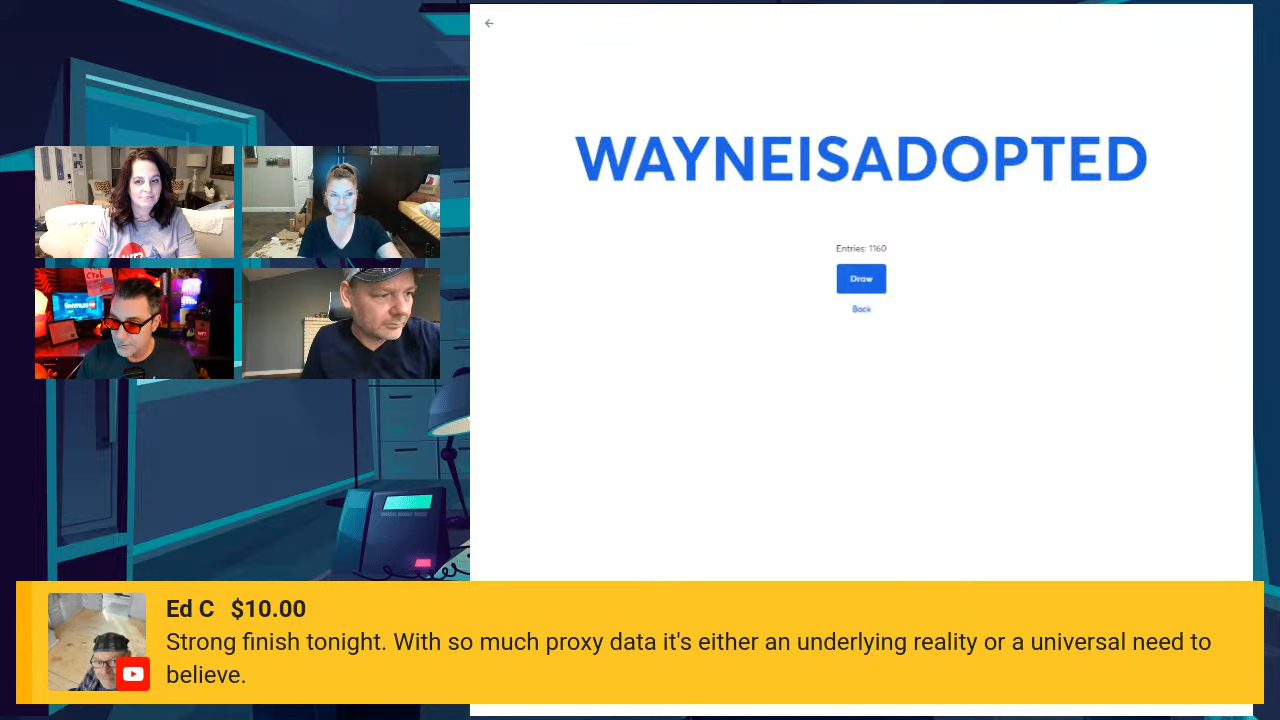 WAYNEISADOPTED
Entries: 1160
Draw
Back
Ed C $10.00
Strong finish tonight. With so much proxy data it's either an underlying reality or a universal need to
believe.